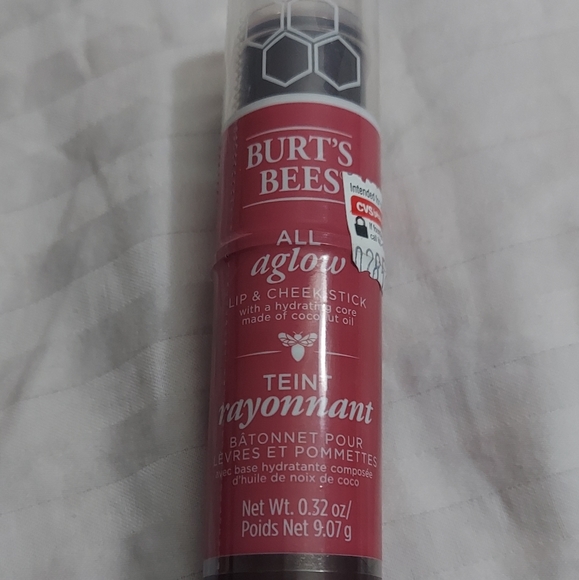 BURT'S
BEES
Intended
CVS
ALL
aglow
LIP & CHEEK STICK
with a hydrating core
made of coconut oil
TEINT
rayonnant
BÂTONNET POUR
LÈVRES ET POMMETTES
avec base hydratante composée
d'huile de noix de coco
Net Wt. 0.32 oz/
Poids Net 9.07 g